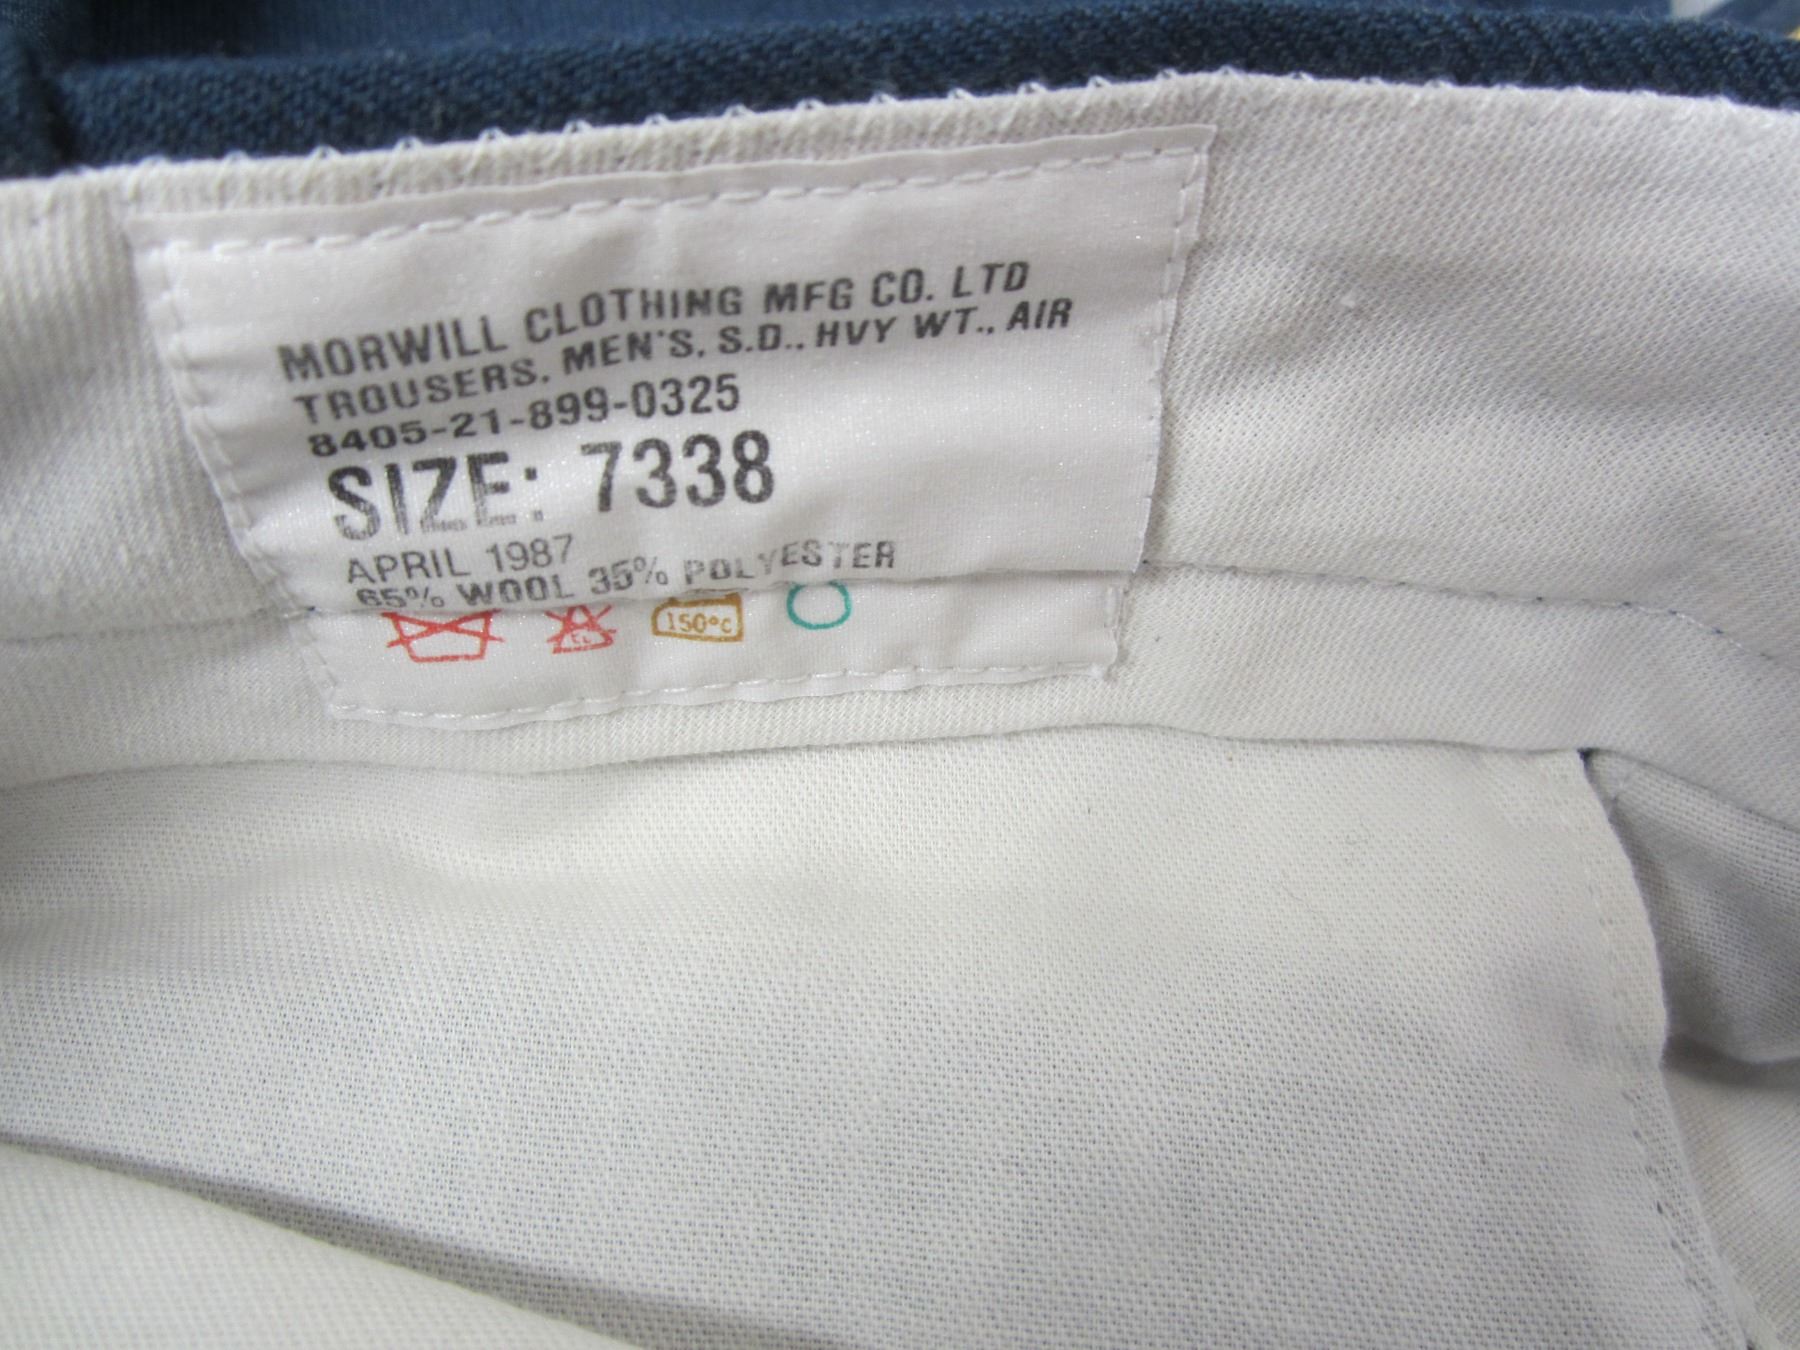 MORWILL CLOTHING MFG CO. LTD
TROUSERS, MEN'S, S.D., HVY WT., AIR
8405-21-899-0325
SIZE: 7338
APRIL 1987
65% WOOL 35% POLYESTER
150°C